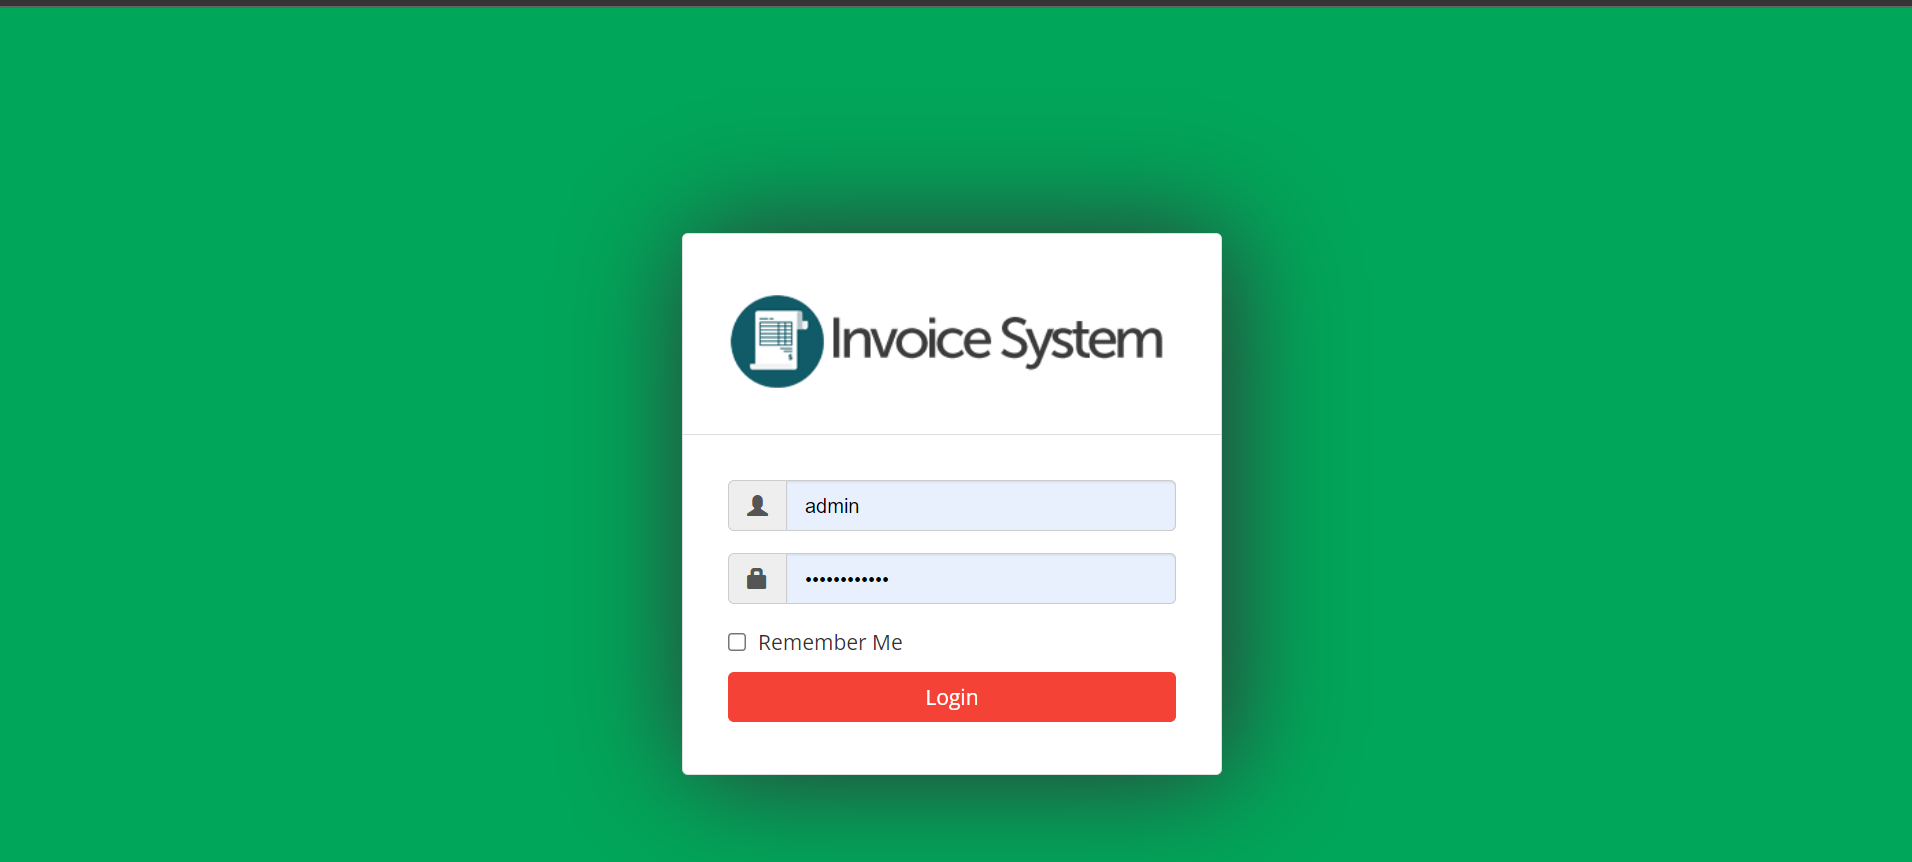 Invoice System
admin
••••••••••••
Remember Me
Login